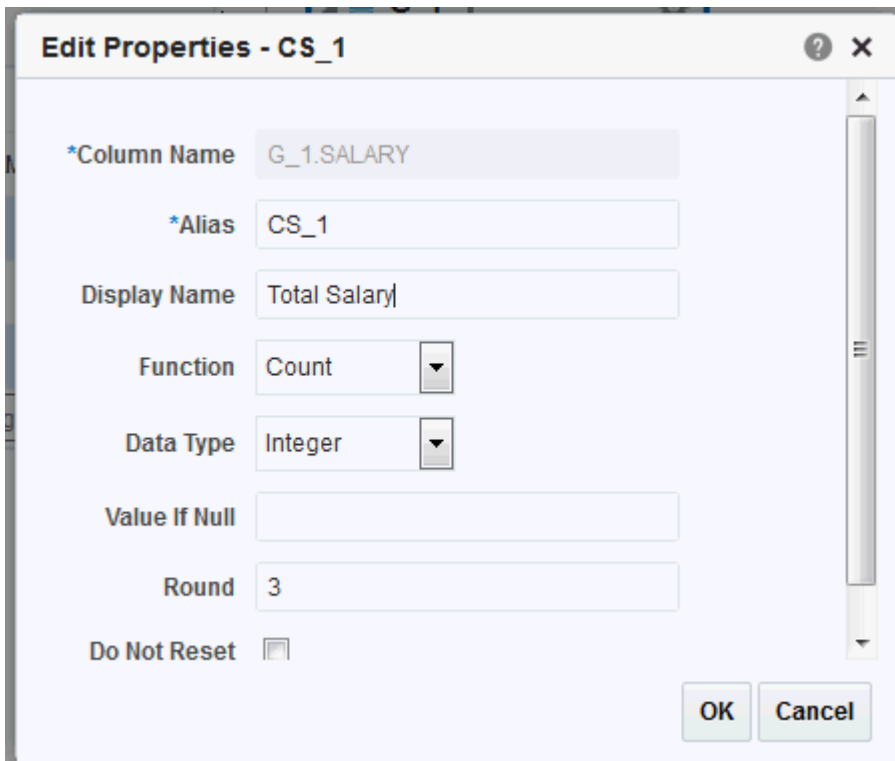 Edit Properties - CS_1
*Column Name G_1.SALARY
*Alias CS_1
Display Name Total Salary
Function Count
Data Type Integer
Value If Null
Round 3
Do Not Reset
OK Cancel